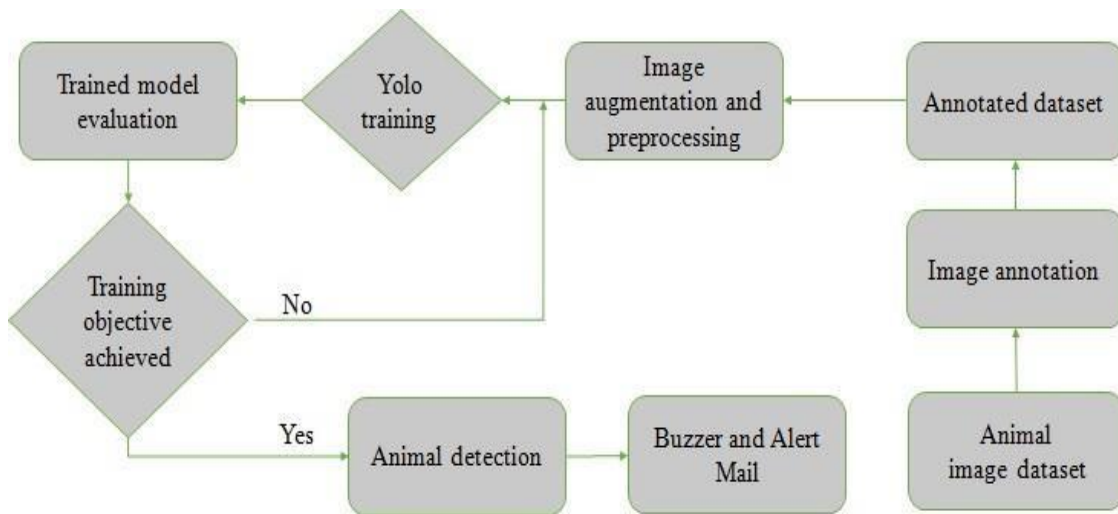 Trained model
evaluation
Yolo
training
Image
augmentation and
preprocessing
Annotated dataset
Image annotation
Training
objective
achieved
No
Yes
Animal detection
Buzzer and Alert
Mail
Animal
image dataset